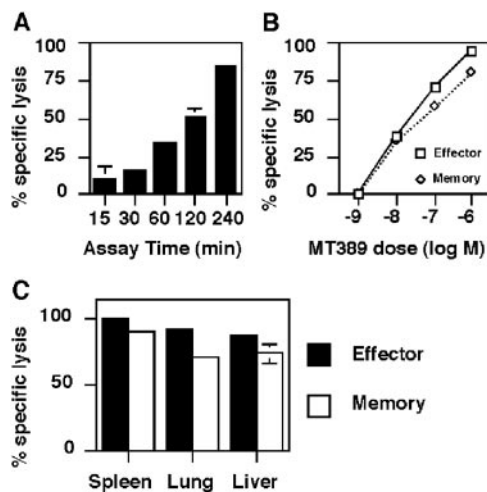 A
% specific lysis
100
75
50
25
0
15 30 60 120 240
Assay Time (min)
B
% specific lysis
100
75
50
25
0
Effector
Memory
-9 -8 -7 -6
MT389 dose (log M)
C
% specific lysis
100
50
0
Spleen Lung Liver
Effector
Memory